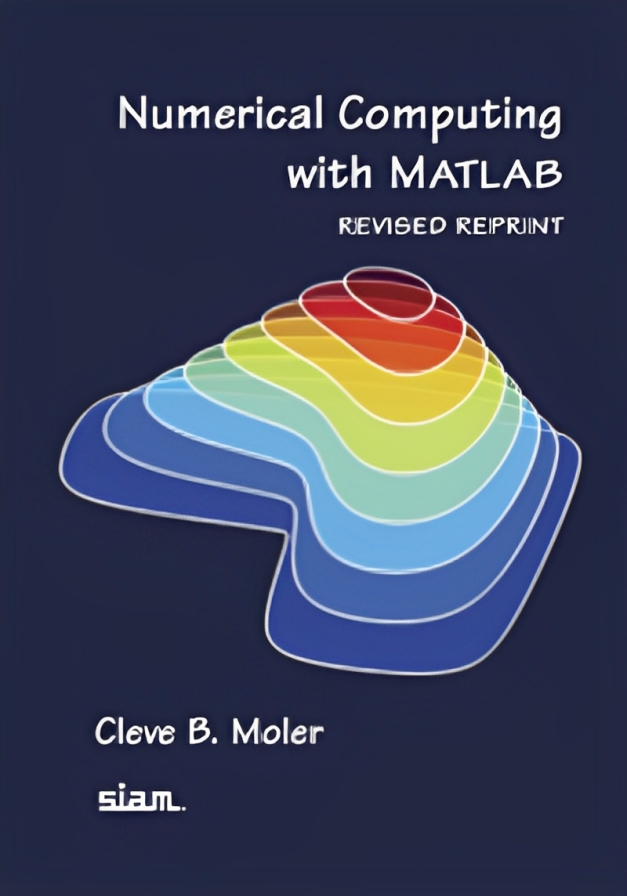 Numerical Computing
with MATLAB
REVISED REPRINT
Cleve B. Moler
siam.